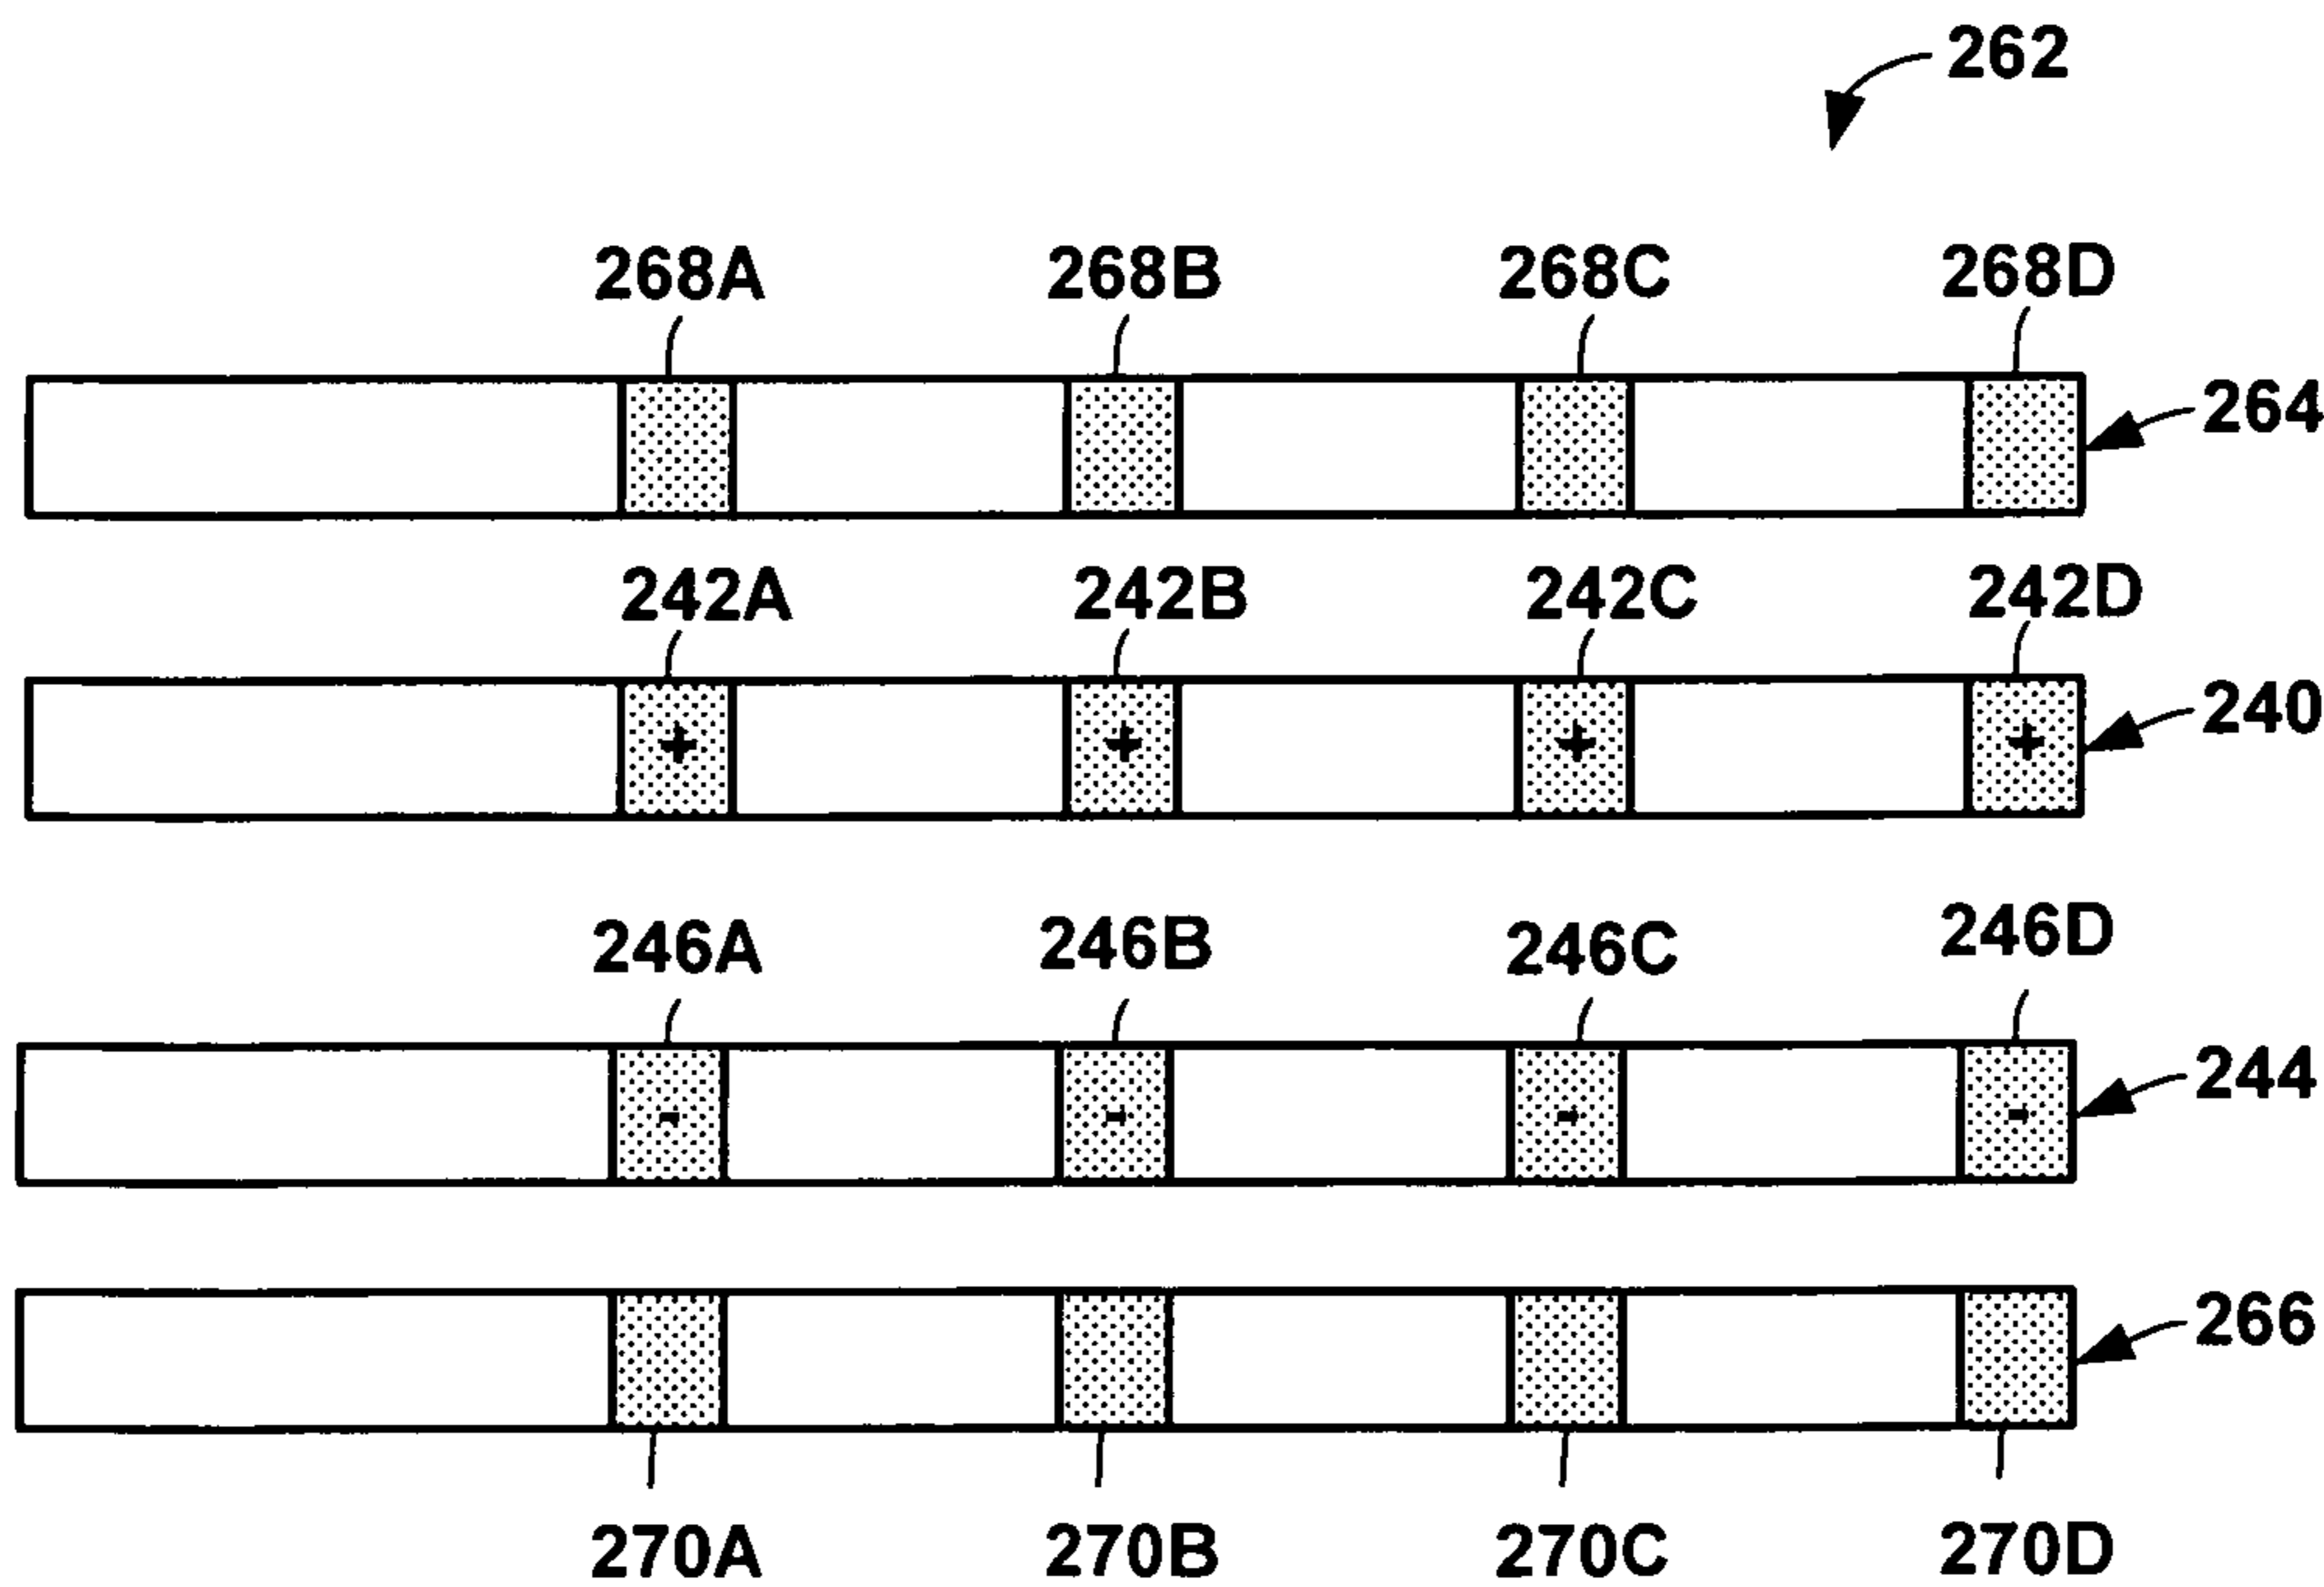 262
268A 268B 268C 268D
264
242A 242B 242C 242D
+ + + + 240
246A 246B 246C 246D
- - - - 244
266
270A 270B 270C 270D